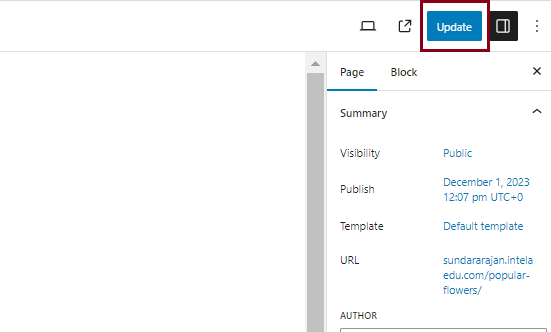 Update
Page Block
Summary
Visibility Public
Publish December 1, 2023
12:07 pm UTC+0
Template Default template
URL sundararajan.intela
edu.com/popular-
flowers/
AUTHOR